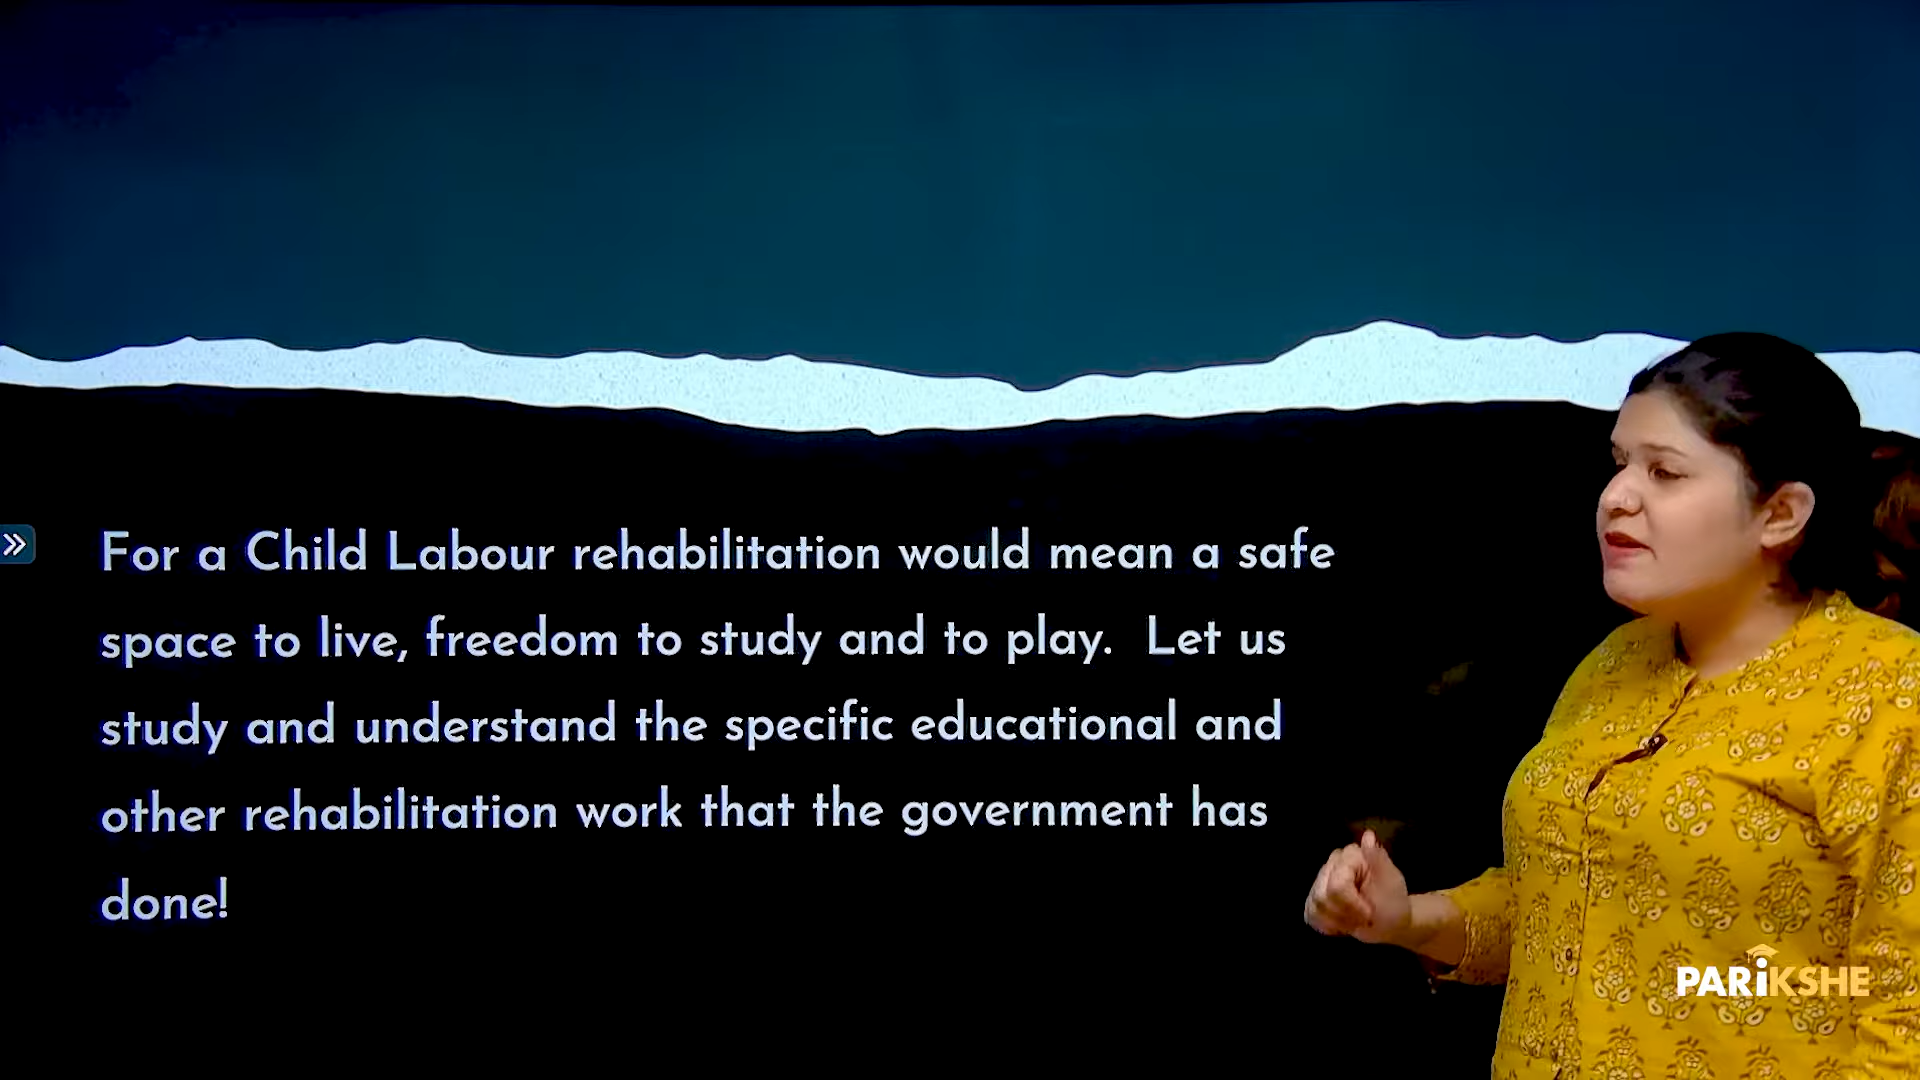 For a Child Labour rehabilitation would mean a safe
space to live, freedom to study and to play. Let us
study and understand the specific educational and
other rehabilitation work that the government has
done!
PARiKSHE